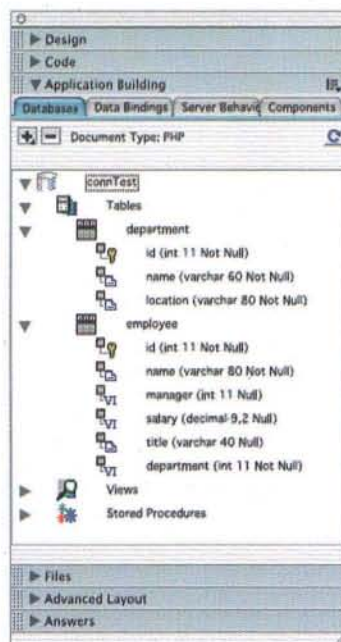 Design
Code
Application Building
Databases Data Bindings Server Behavio Components
Document Type: PHP
connTest
Tables
department
id (int 11 Not Null)
name (varchar 60 Not Null)
location (varchar 80 Not Null)
employee
id (int 11 Not Null)
name (varchar 80 Not Null)
manager (int 11 Null)
salary (decimal 9,2 Null)
title (varchar 40 Null)
department (int 11 Not Null)
Views
Stored Procedures
Files
Advanced Layout
Answers